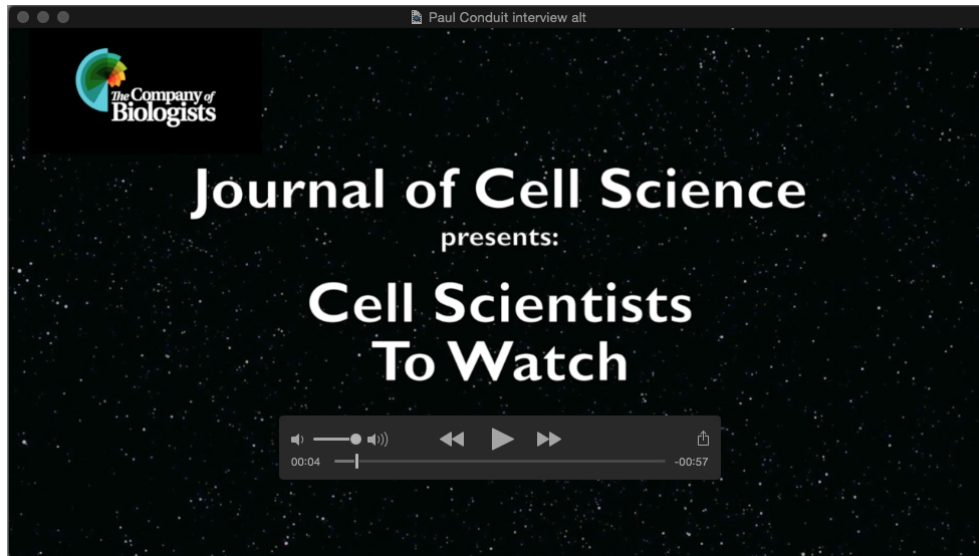 Paul Conduit interview alt
The Company of
Biologists
Journal of Cell Science
presents:
Cell Scientists
To Watch
00:04
-00:57